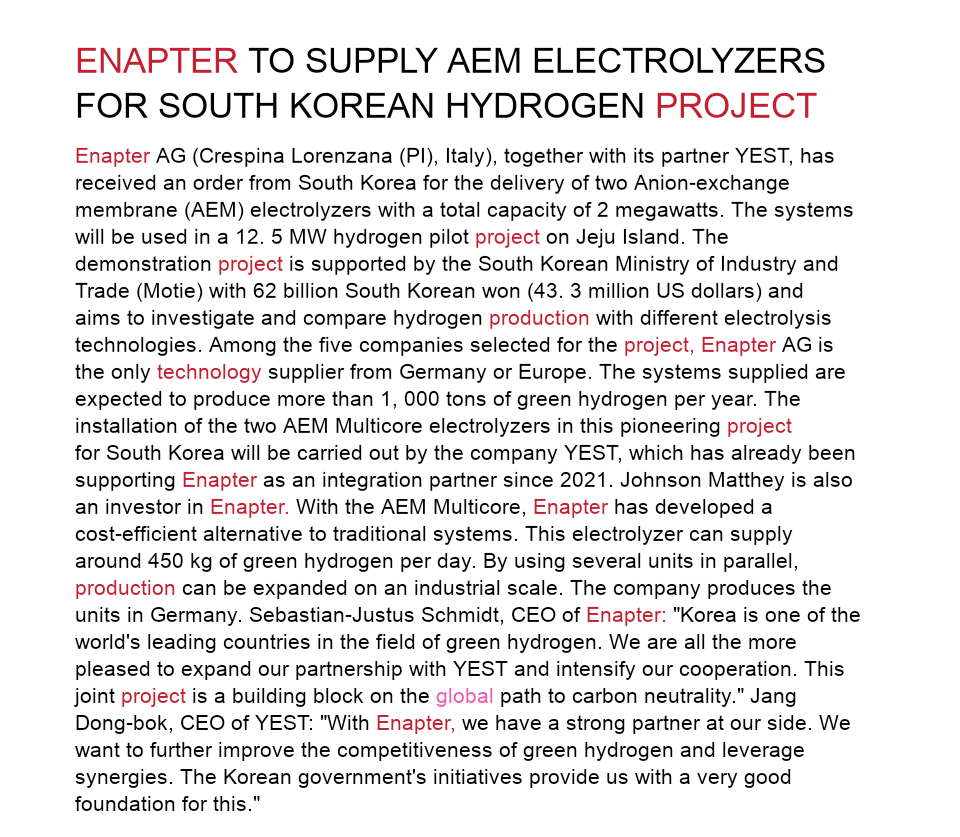 ENAPTER TO SUPPLY AEM ELECTROLYZERS
FOR SOUTH KOREAN HYDROGEN PROJECT
Enapter AG (Crespina Lorenzana (PI), Italy), together with its partner YEST, has
received an order from South Korea for the delivery of two Anion-exchange
membrane (AEM) electrolyzers with a total capacity of 2 megawatts. The systems
will be used in a 12. 5 MW hydrogen pilot project on Jeju Island. The
demonstration project is supported by the South Korean Ministry of Industry and
Trade (Motie) with 62 billion South Korean won (43. 3 million US dollars) and
aims to investigate and compare hydrogen production with different electrolysis
technologies. Among the five companies selected for the project, Enapter AG is
the only technology supplier from Germany or Europe. The systems supplied are
expected to produce more than 1, 000 tons of green hydrogen per year. The
installation of the two AEM Multicore electrolyzers in this pioneering project
for South Korea will be carried out by the company YEST, which has already been
supporting Enapter as an integration partner since 2021. Johnson Matthey is also
an investor in Enapter. With the AEM Multicore, Enapter has developed a
cost-efficient alternative to traditional systems. This electrolyzer can supply
around 450 kg of green hydrogen per day. By using several units in parallel,
production can be expanded on an industrial scale. The company produces the
units in Germany. Sebastian-Justus Schmidt, CEO of Enapter: "Korea is one of the
world's leading countries in the field of green hydrogen. We are all the more
pleased to expand our partnership with YEST and intensify our cooperation. This
joint project is a building block on the global path to carbon neutrality." Jang
Dong-bok, CEO of YEST: "With Enapter, we have a strong partner at our side. We
want to further improve the competitiveness of green hydrogen and leverage
synergies. The Korean government's initiatives provide us with a very good
foundation for this."